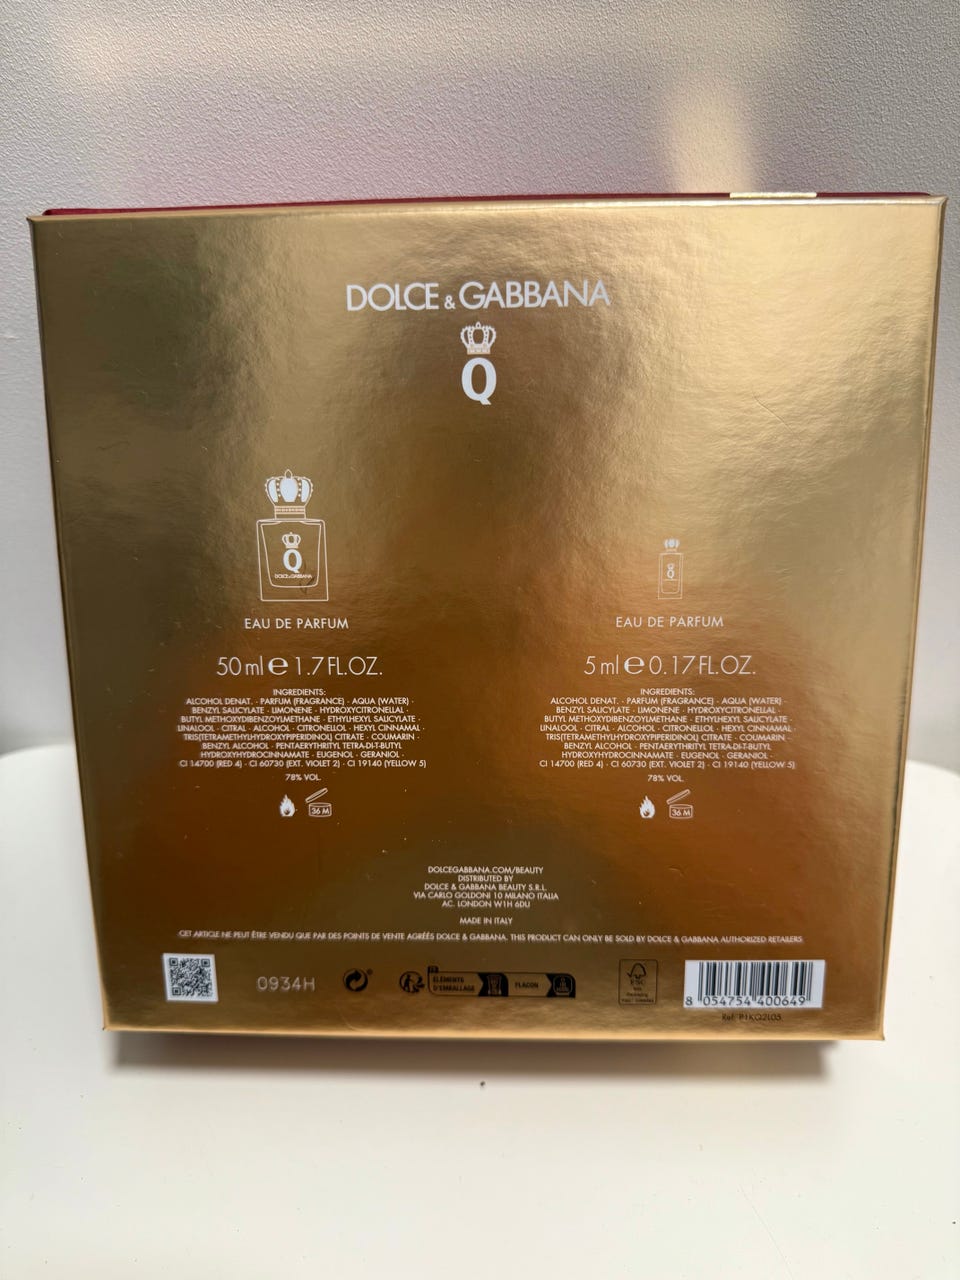 DOLCE & GABBANA
Q
Q
DOLCE & GABBANA
EAU DE PARFUM
50 ml e 1.7 FL.OZ.
INGREDIENTS:
ALCOHOL DENAT. · PARFUM (FRAGRANCE) · AQUA (WATER) ·
BENZYL SALICYLATE · LIMONENE · HYDROXYCITRONELLAL ·
BUTYL METHOXYDIBENZOYLMETHANE · ETHYLHEXYL SALICYLATE ·
LINALOOL · CITRAL · ALCOHOL · CITRONELLOL · HEXYL CINNAMAL ·
TRIS(TETRAMETHYLHYDROXYPIPERIDINOL) CITRATE · COUMARIN ·
BENZYL ALCOHOL · PENTAERYTHRITYL TETRA-DI-T-BUTYL
HYDROXYHYDROCINNAMATE · EUGENOL · GERANIOL ·
CI 14700 (RED 4) · CI 60730 (EXT. VIOLET 2) · CI 19140 (YELLOW 5)
78% VOL.
36 M
Q
EAU DE PARFUM
5 ml e 0.17 FL.OZ.
INGREDIENTS:
ALCOHOL DENAT. · PARFUM (FRAGRANCE) · AQUA (WATER) ·
BENZYL SALICYLATE · LIMONENE · HYDROXYCITRONELLAL ·
BUTYL METHOXYDIBENZOYLMETHANE · ETHYLHEXYL SALICYLATE ·
LINALOOL · CITRAL · ALCOHOL · CITRONELLOL · HEXYL CINNAMAL ·
TRIS(TETRAMETHYLHYDROXYPIPERIDINOL) CITRATE · COUMARIN ·
BENZYL ALCOHOL · PENTAERYTHRITYL TETRA-DI-T-BUTYL
HYDROXYHYDROCINNAMATE · EUGENOL · GERANIOL ·
CI 14700 (RED 4) · CI 60730 (EXT. VIOLET 2) · CI 19140 (YELLOW 5)
78% VOL.
36 M
DOLCEGABBANA.COM/BEAUTY
DISTRIBUTED BY
DOLCE & GABBANA BEAUTY S.R.L.
VIA CARLO GOLDONI 10 MILANO ITALIA
AC. LONDON W1H 6DU
MADE IN ITALY
CET ARTICLE NE PEUT ÊTRE VENDU QUE PAR DES POINTS DE VENTE AGRÉÉS DOLCE & GABBANA. THIS PRODUCT CAN ONLY BE SOLD BY DOLCE & GABBANA AUTHORIZED RETAILERS.
0934H
FR
ÉLÉMENTS
D'EMBALLAGE
FLACON
FSC
8 054754 400649
Ref. P1KQ2L05